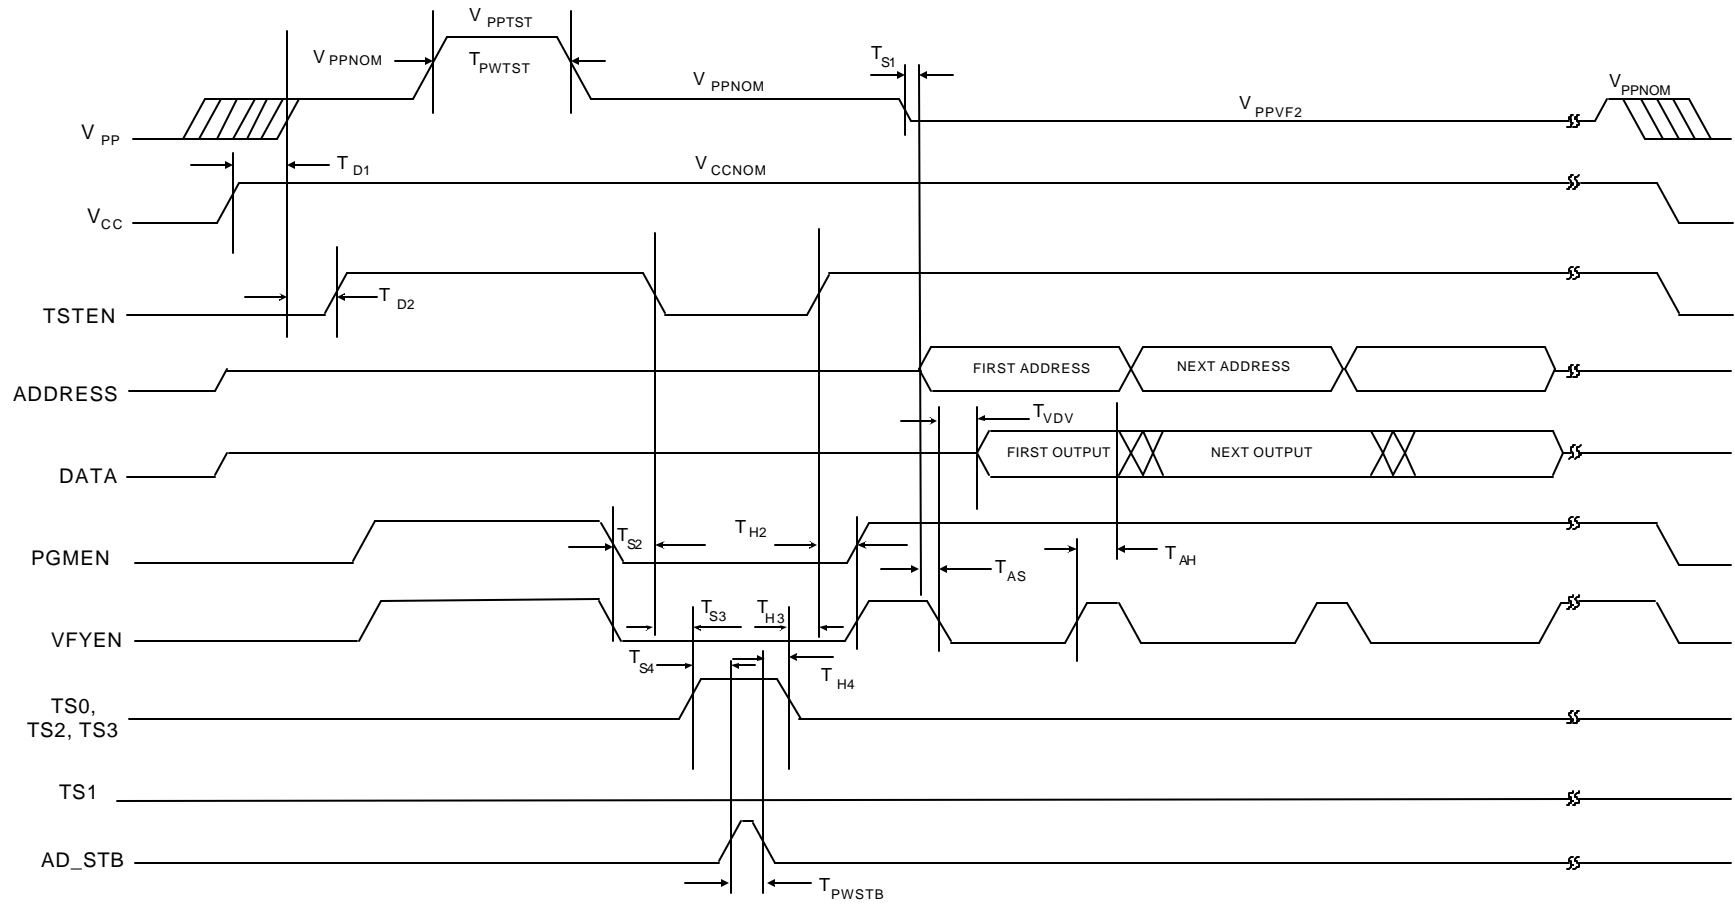 V PPTST
V PPNOM
T PWTST
T S1
V PPNOM
V PPNOM
V PPVF2
V PP
T D1
V CCNOM
V CC
T D2
TSTEN
FIRST ADDRESS
NEXT ADDRESS
ADDRESS
T VDV
FIRST OUTPUT
NEXT OUTPUT
DATA
T S2
T H2
PGMEN
T AH
T AS
T S3
T H3
VFYEN
T S4
T H4
TS0,
TS2, TS3
TS1
AD_STB
T PWSTB